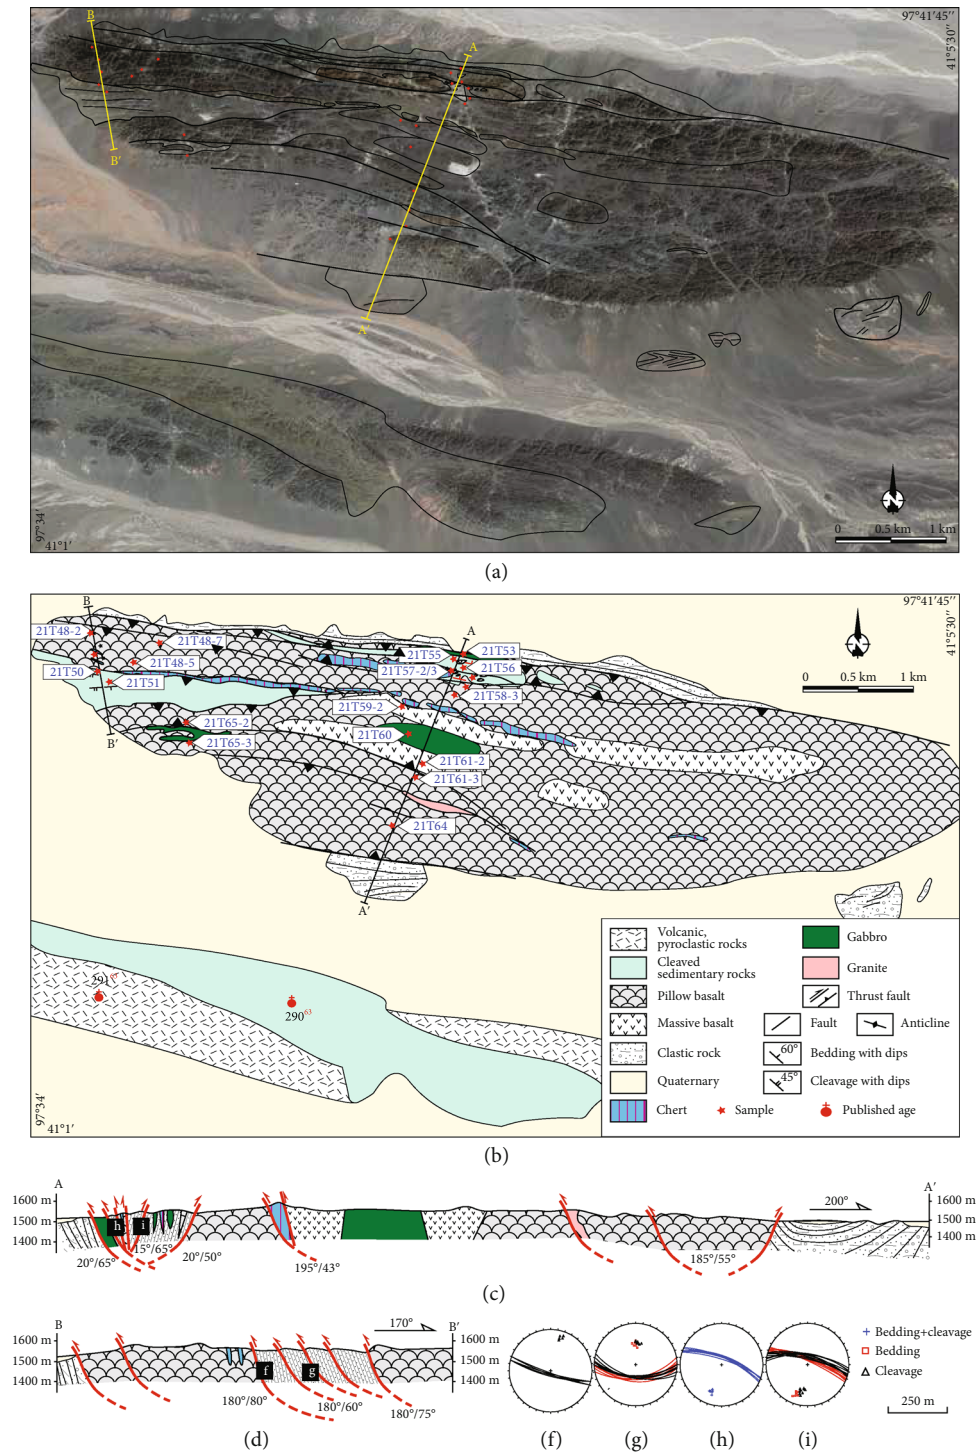 B
97°41′45″
41°5′30″
A
B′
A′
97°34′
41°1′
N
0 0.5 km 1 km
(a)
B
97°41′45″
41°5′30″
A
21T48-2
21T48-7
21T55
21T53
21T48-5
21T57-2/3
21T56
21T50
21T51
21T58-3
0 0.5 km 1 km
N
21T59-2
21T65-2
21T60
B′
21T65-3
21T61-2
21T61-3
21T64
A′
Volcanic,
pyroclastic rocks
Gabbro
Cleaved
sedimentary rocks
Granite
Pillow basalt
Thrust fault
Massive basalt
Fault
Anticline
Clastic rock
60°
Bedding with dips
Quaternary
45°
Cleavage with dips
Chert
Sample
Published age
290⁶³
97°34′
41°1′
(b)
A
A′
1600 m
1500 m
1400 m
200°
1600 m
1500 m
1400 m
h
i
20°/65°
15°/65°
20°/50°
195°/43°
185°/55°
(c)
B
B′
1600 m
1500 m
1400 m
170°
1600 m
1500 m
1400 m
f
g
180°/80°
180°/60°
180°/75°
Bedding+cleavage
Bedding
Cleavage
250 m
(d)
(f)
(g)
(h)
(i)